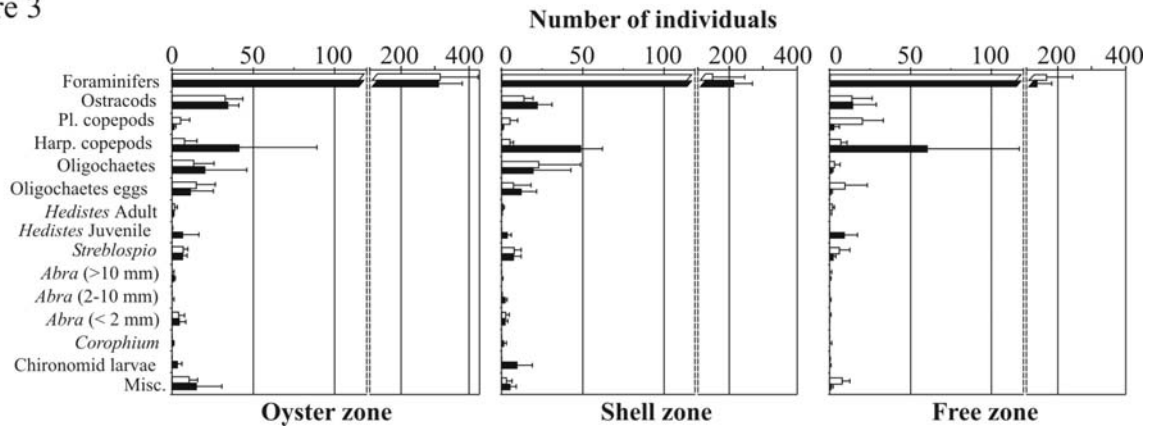 re 3
Number of individuals
0 50 100 200 400 0 50 100 200 400 0 50 100 200 400
Foraminifers
Ostracods
Pl. copepods
Harp. copepods
Oligochaetes
Oligochaetes eggs
Hedistes Adult
Hedistes Juvenile
Streblospio
Abra (>10 mm)
Abra (2-10 mm)
Abra (< 2 mm)
Corophium
Chironomid larvae
Misc.
Oyster zone Shell zone Free zone